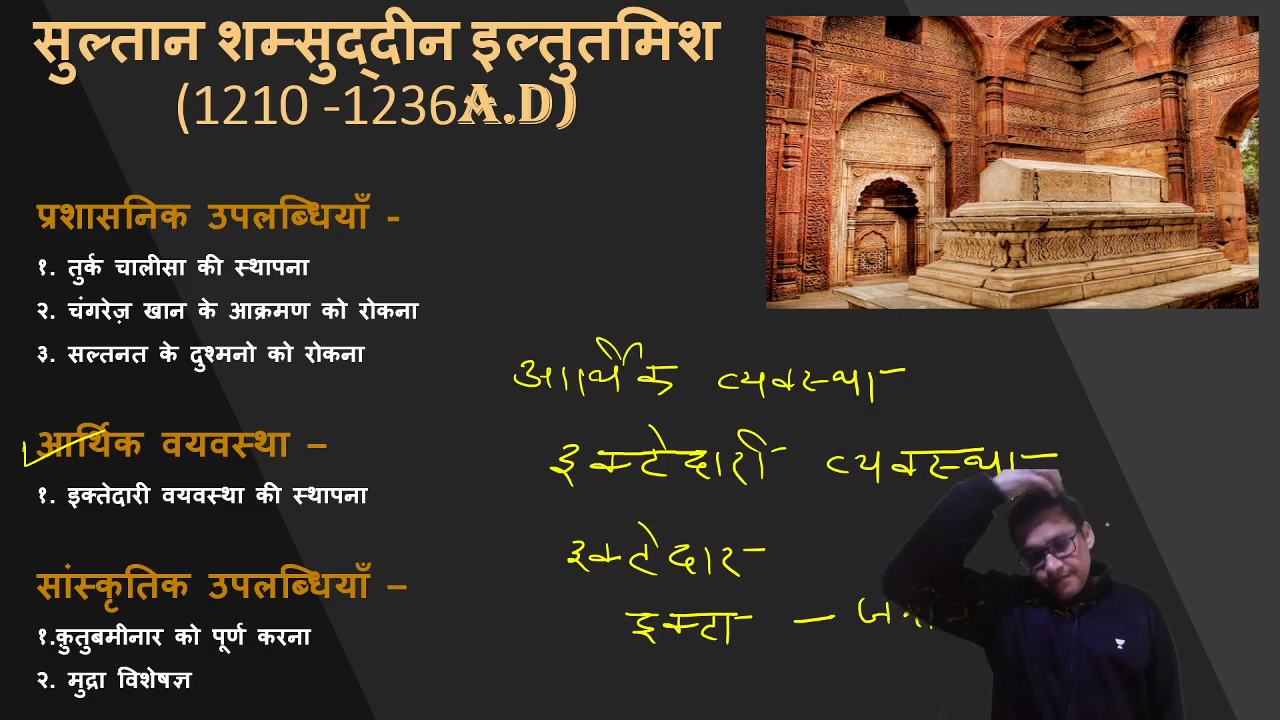 सुल्तान शम्सुद्दीन इल्तुतमिश
(1210 -1236A.D)
प्रशासनिक उपलब्धियाँ -
१. तुर्क चालीसा की स्थापना
२. चंगरेज़ खान के आक्रमण को रोकना
३. सल्तनत के दुश्मनो को रोकना
आर्थिक वयवस्था –
१. इक्तेदारी वयवस्था की स्थापना
सांस्कृतिक उपलब्धियाँ –
१.कुतुबमीनार को पूर्ण करना
२. मुद्रा विशेषज्ञ
आर्थिक व्यवस्था
इक्टेदारी व्यवस्था
इक्तेदार
इक्टा –